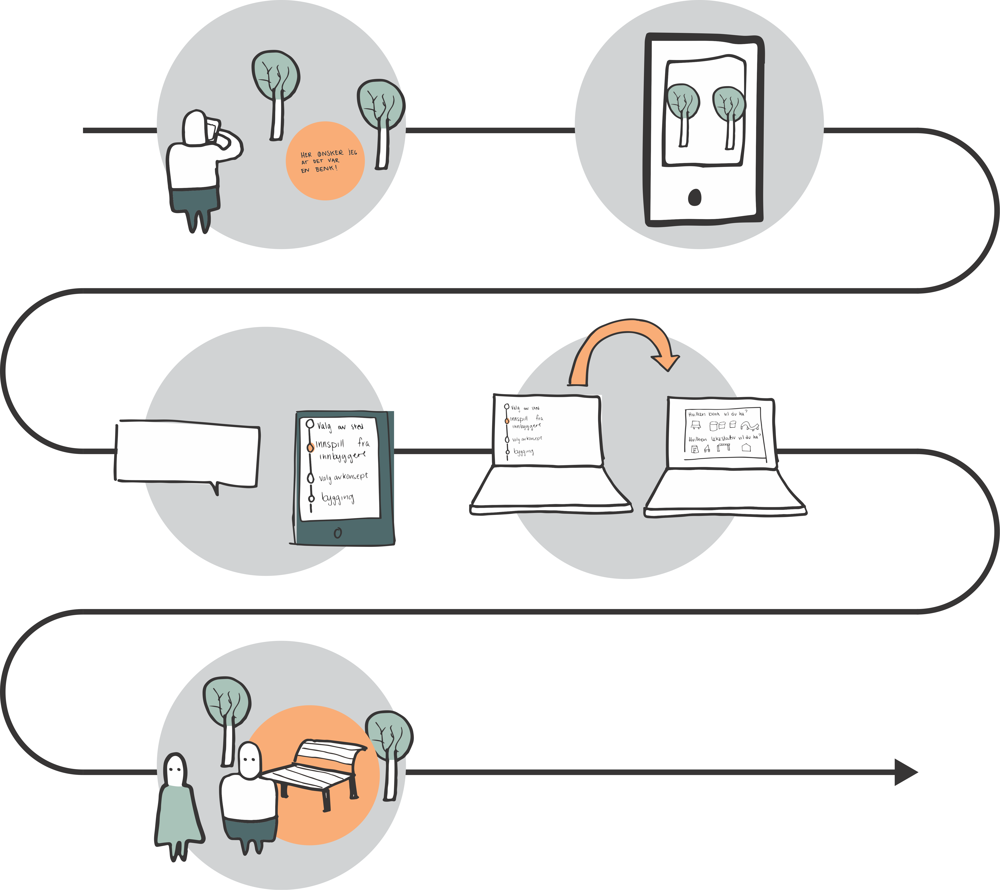 HER ØNSKER JEG
AT DET VAR
EN BENK!
Valg av sted
Innspill fra
innbyggere
valg av konsept
bygging
Valg av sted
Innspill fra
innbyggere
valg av konsept
bygging
Hvilken benk vil du ha?
Hvilken lekestativ vil du ha?